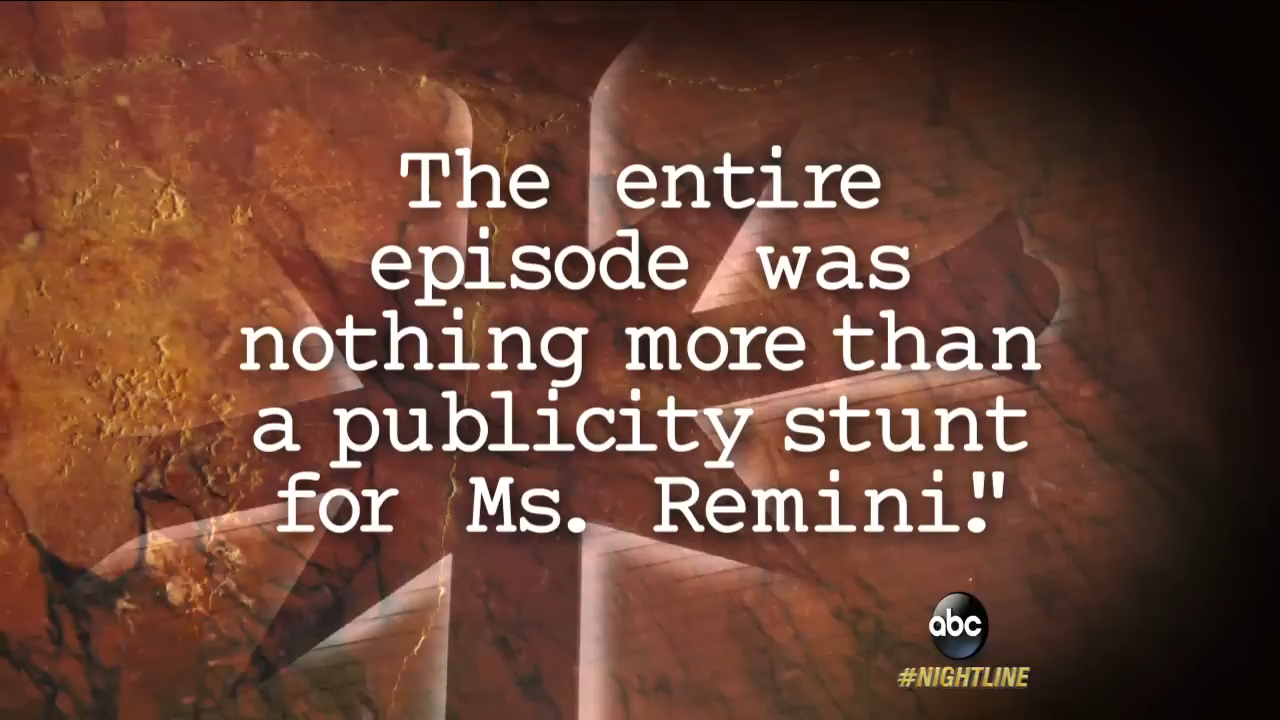 The entire
episode was
nothing more than
a publicity stunt
for Ms. Remini."
abc
#NIGHTLINE